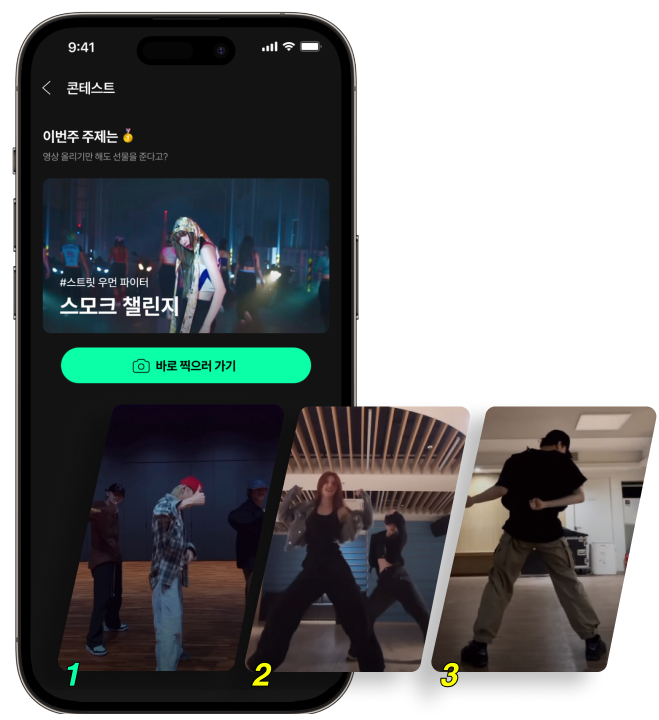 9:41
콘테스트
이번주 주제는 🥇
영상 올리기만 해도 선물을 준다고?
#스트릿 우먼 파이터
스모크 챌린지
바로 찍으러 가기
1 2 3